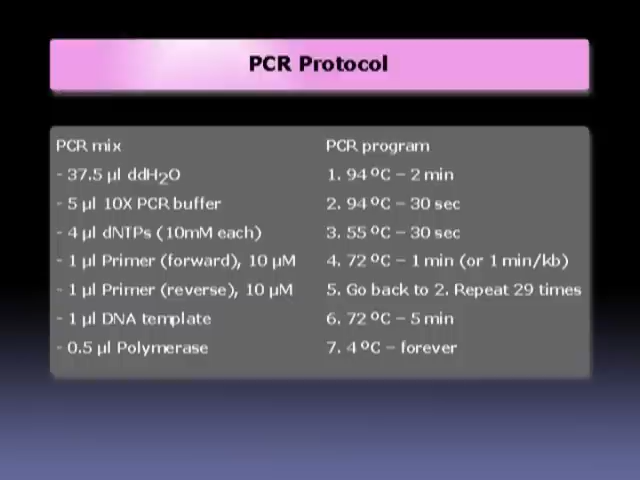 PCR Protocol
PCR mix
- 37.5 µl ddH2O
- 5 µl 10X PCR buffer
- 4 µl dNTPs (10mM each)
- 1 µl Primer (forward), 10 µM
- 1 µl Primer (reverse), 10 µM
- 1 µl DNA template
- 0.5 µl Polymerase
PCR program
1. 94 ºC – 2 min
2. 94 ºC – 30 sec
3. 55 ºC – 30 sec
4. 72 ºC – 1 min (or 1 min/kb)
5. Go back to 2. Repeat 29 times
6. 72 ºC – 5 min
7. 4 ºC – forever